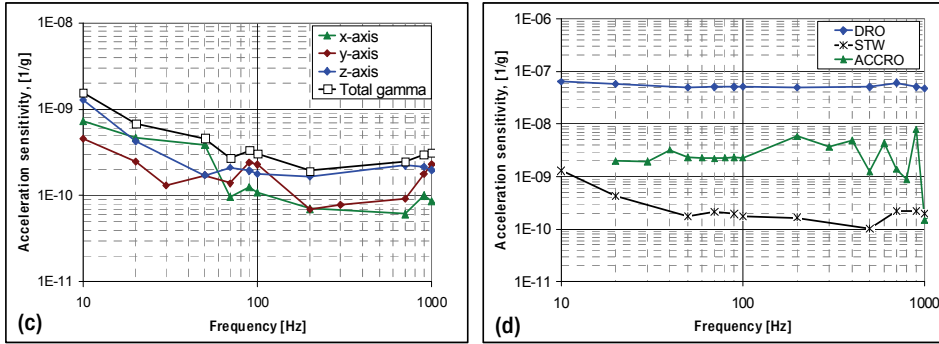 1E-08
1E-09
1E-10
1E-11
Acceleration sensitivity, [1/g]
x-axis
y-axis
z-axis
Total gamma
10
100
1000
Frequency [Hz]
(c)
1E-06
1E-07
1E-08
1E-09
1E-10
1E-11
Acceleration sensitivity, [1/g]
DRO
STW
ACCRO
10
100
1000
Frequency [Hz]
(d)